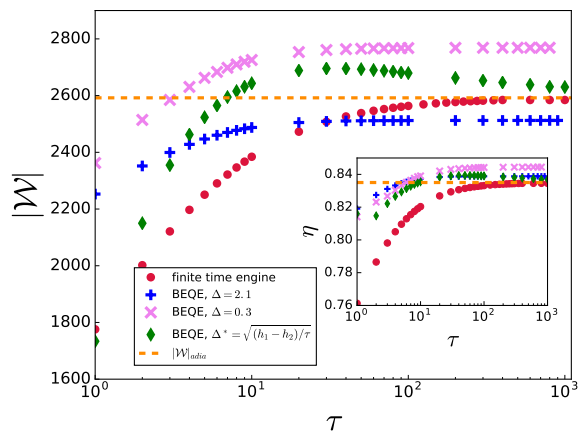 2800
2600
2400
2200
2000
1800
1600
|𝒲|
10⁰
10¹
10²
10³
τ
finite time engine
BEQE, Δ = 2.1
BEQE, Δ = 0.3
BEQE, Δ* = √(h₁ − h₂)/τ
|𝒲|ₐdᵢₐ
0.84
0.82
0.80
0.78
0.76
η
10⁰
10¹
10²
10³
τ